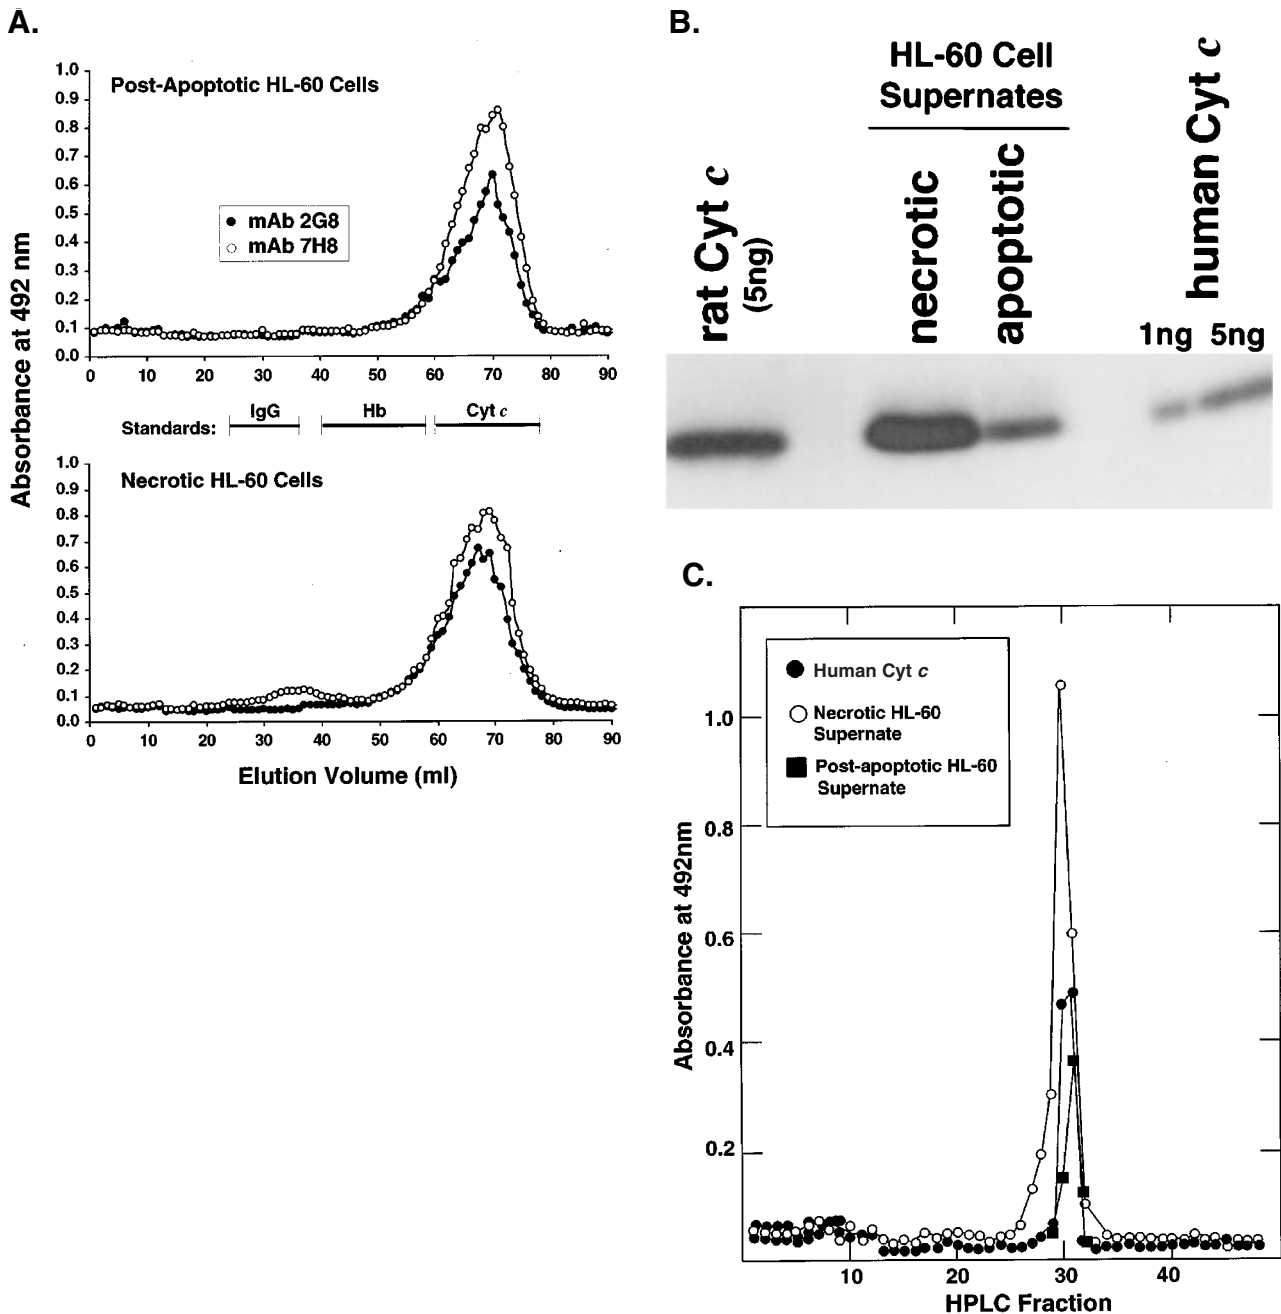 A.
Absorbance at 492 nm
1.0
0.9
0.8
0.7
0.6
0.5
0.4
0.3
0.2
0.1
0.0
Post-Apoptotic HL-60 Cells
mAb 2G8
mAb 7H8
0 10 20 30 40 50 60 70 80 90
Standards: IgG Hb Cyt c
1.0
0.9
0.8
0.7
0.6
0.5
0.4
0.3
0.2
0.1
0.0
Necrotic HL-60 Cells
0 10 20 30 40 50 60 70 80 90
Elution Volume (ml)
B.
HL-60 Cell
Supernates
rat Cyt c
(5ng)
necrotic
apoptotic
human Cyt c
1ng 5ng
C.
Absorbance at 492nm
1.0
0.8
0.6
0.4
0.2
Human Cyt c
Necrotic HL-60
Supernate
Post-apoptotic HL-60
Supernate
10 20 30 40
HPLC Fraction